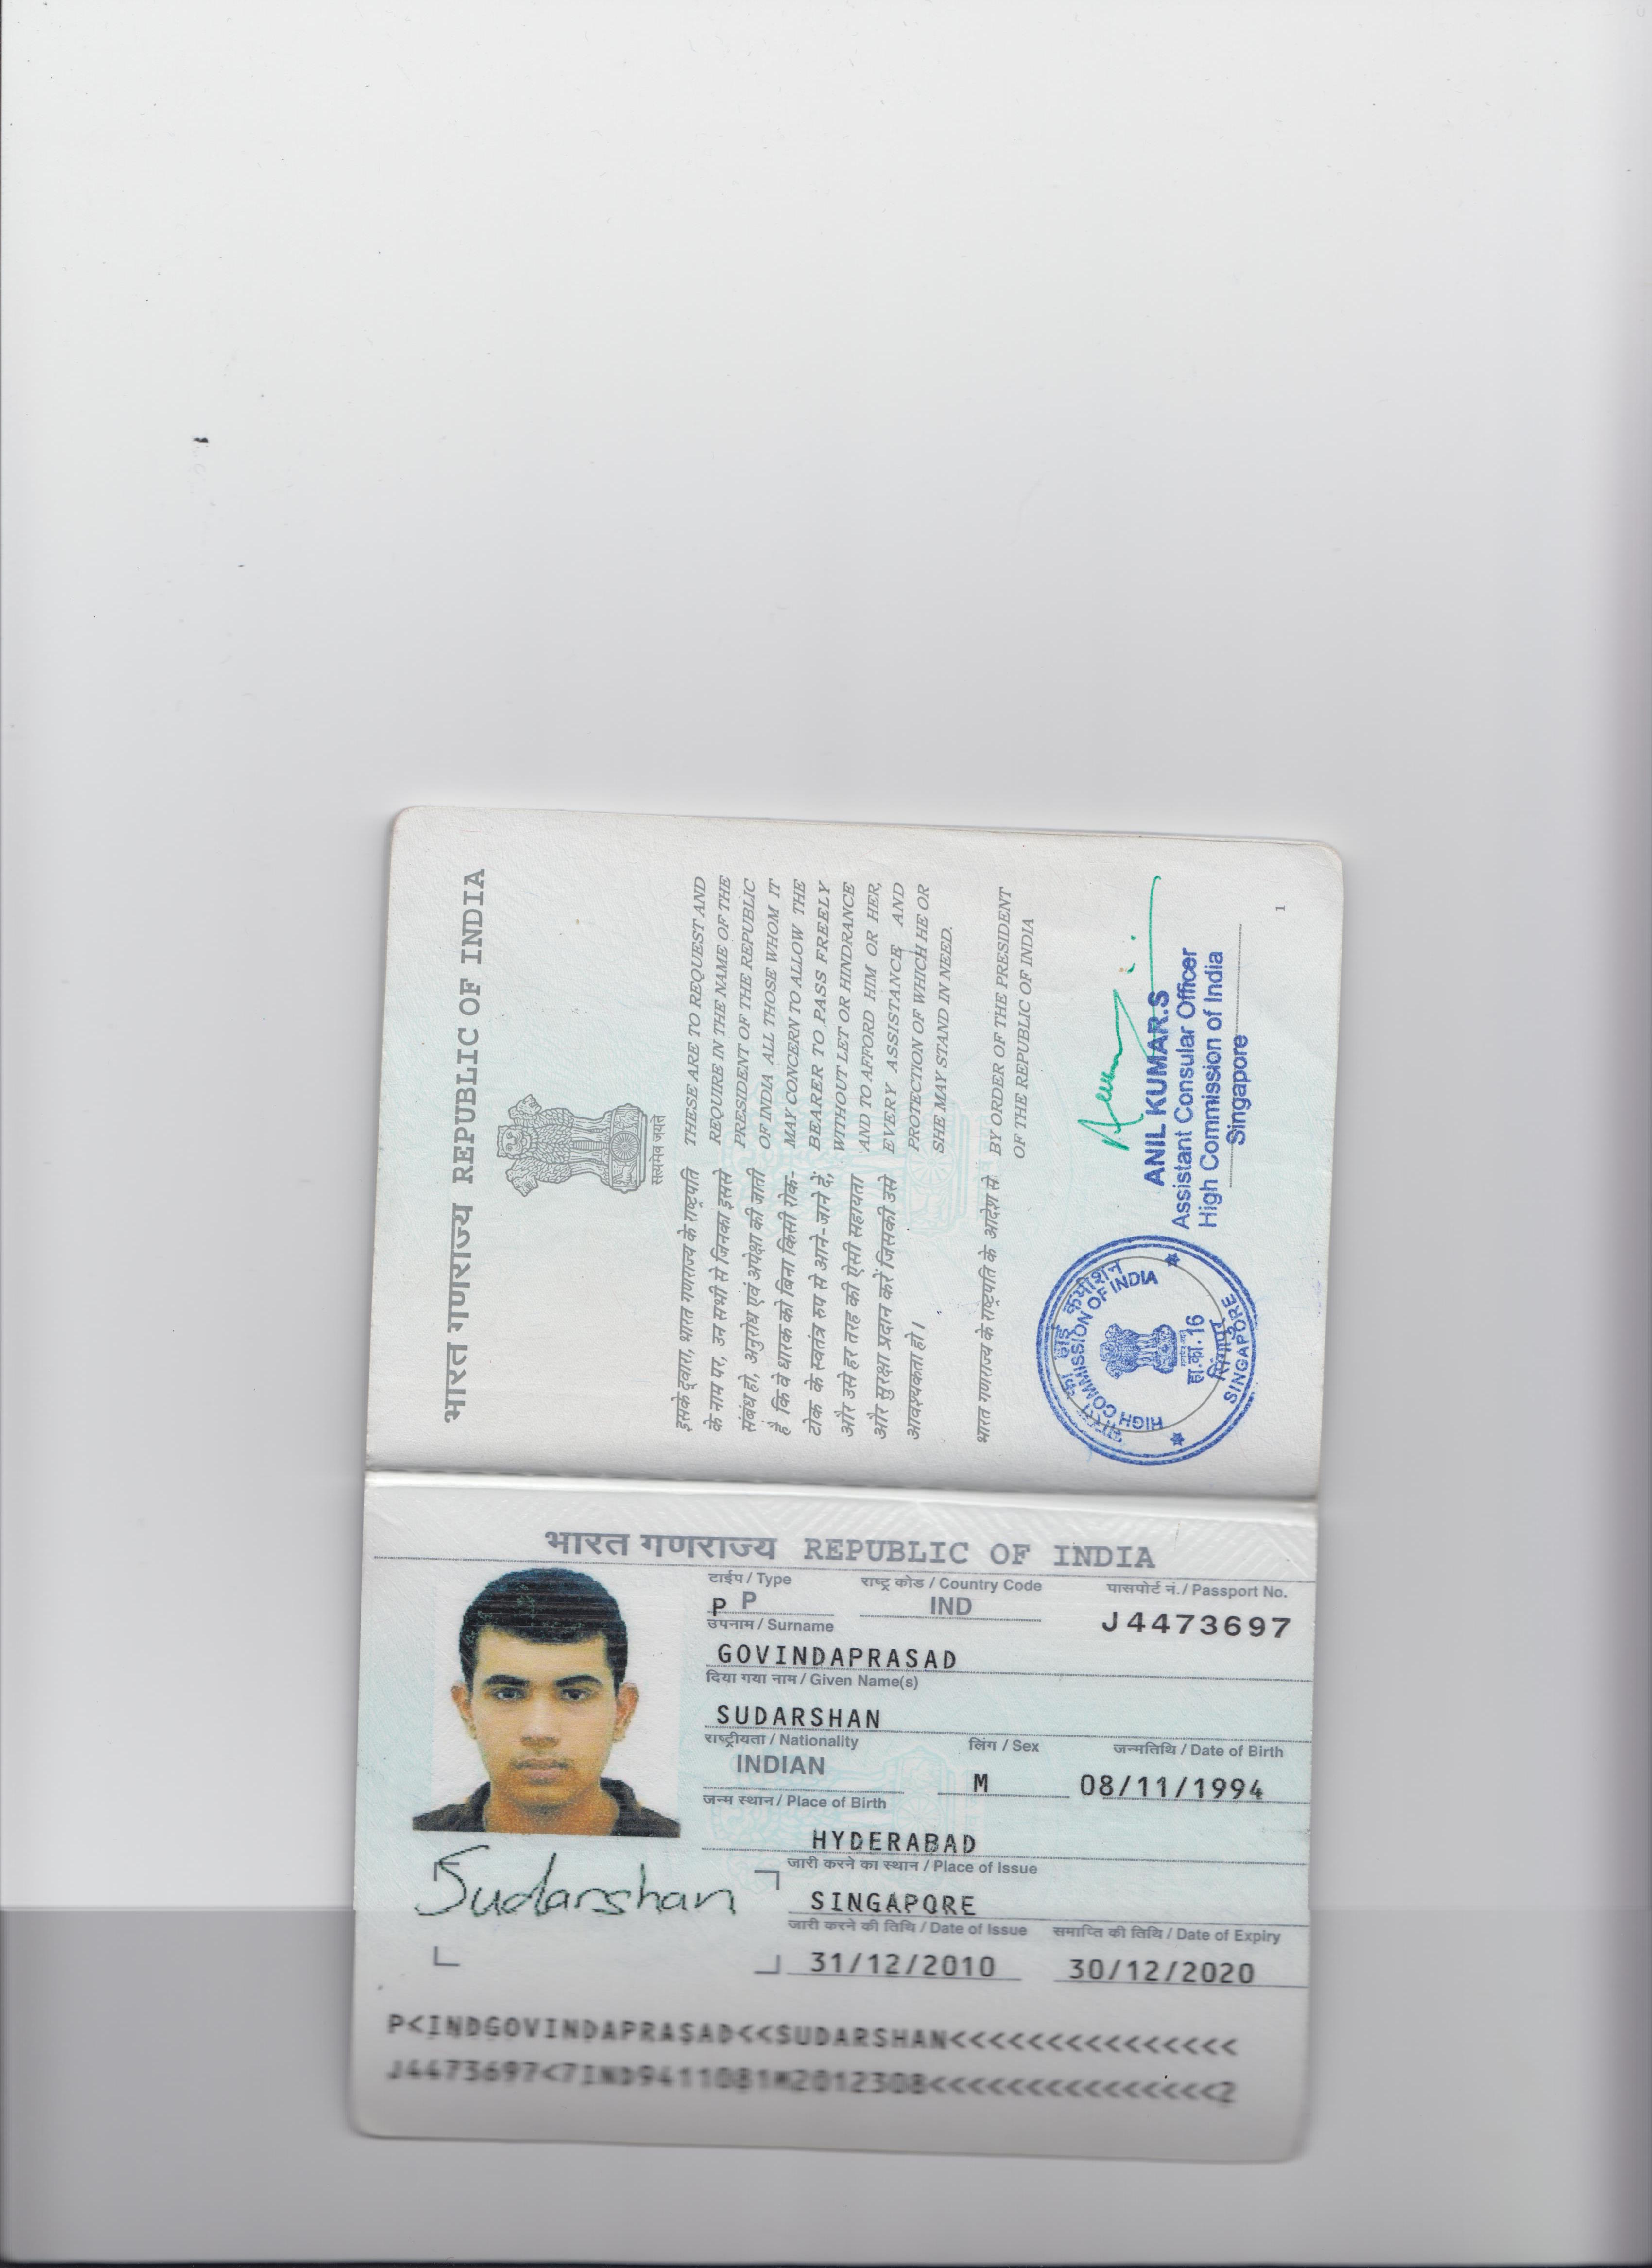 भारत गणराज्य REPUBLIC OF INDIA
सत्यमेव जयते
इसके द्वारा, भारत गणराज्य के राष्ट्रपति
के नाम पर, उन सभी से जिनका इससे
संबंध हो, अनुरोध एवं अपेक्षा की जाती
है कि वे धारक को बिना किसी रोक-
टोक के स्वतंत्र रुप से आने-जाने दें,
और उसे हर तरह की ऐसी सहायता
और सुरक्षा प्रदान करें जिसकी उसे
आवश्यकता हो।
THESE ARE TO REQUEST AND
REQUIRE IN THE NAME OF THE
PRESIDENT OF THE REPUBLIC
OF INDIA ALL THOSE WHOM IT
MAY CONCERN TO ALLOW THE
BEARER TO PASS FREELY
WITHOUT LET OR HINDRANCE
AND TO AFFORD HIM OR HER,
EVERY ASSISTANCE AND
PROTECTION OF WHICH HE OR
SHE MAY STAND IN NEED.
भारत गणराज्य के राष्ट्रपति के आदेश से
BY ORDER OF THE PRESIDENT
OF THE REPUBLIC OF INDIA
ANIL KUMAR.S
Assistant Consular Officer
High Commission of India
Singapore
भारत का हाई कमीशन
HIGH COMMISSION OF INDIA
हा.का. 16
सिंगापुर
SINGAPORE
1
भारत गणराज्य REPUBLIC OF INDIA
टाईप / Type राष्ट्र कोड / Country Code पासपोर्ट नं. / Passport No.
P P IND J4473697
उपनाम / Surname
GOVINDAPRASAD
दिया गया नाम / Given Name(s)
SUDARSHAN
राष्ट्रीयता / Nationality लिंग / Sex जन्मतिथि / Date of Birth
INDIAN M 08/11/1994
जन्म स्थान / Place of Birth
HYDERABAD
जारी करने का स्थान / Place of Issue
SINGAPORE
Sudarshan
जारी करने की तिथि / Date of Issue समाप्ति की तिथि / Date of Expiry
31/12/2010 30/12/2020
P<INDGOVINDAPRASAD<<SUDARSHAN<<<<<<<<<<<<<<<
J4473697<7IND9411081M2012308<<<<<<<<<<<<<<<2